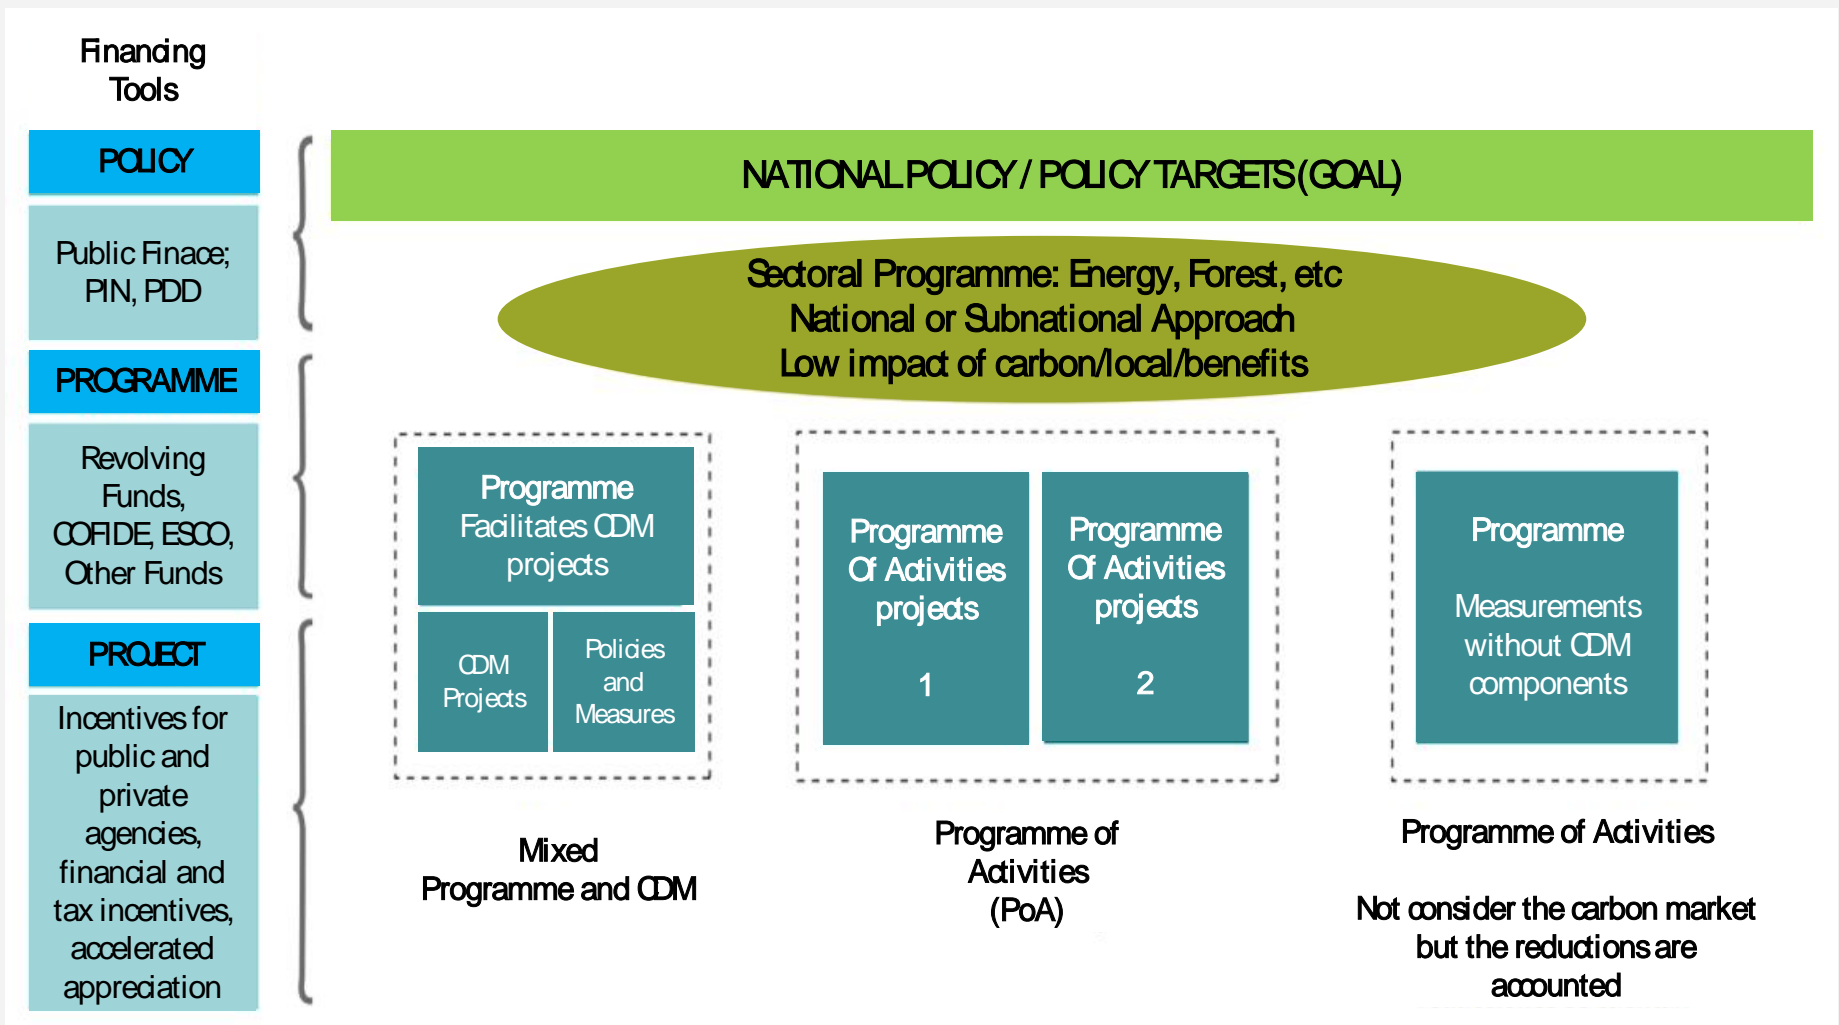 Financing
Tools
POLICY
Public Finace;
PIN, PDD
PROGRAMME
Revolving
Funds,
COFIDE, ESCO,
Other Funds
PROJECT
Incentives for
public and
private
agencies,
financial and
tax incentives,
accelerated
appreciation
NATIONAL POLICY / POLICY TARGETS (GOAL)
Sectoral Programme: Energy, Forest, etc
National or Subnational Approach
Low impact of carbon/local/benefits
Programme
Facilitates CDM
projects
CDM
Projects
Policies
and
Measures
Mixed
Programme and CDM
Programme
Of Activities
projects
1
Programme
Of Activities
projects
2
Programme of
Activities
(PoA)
Programme
Measurements
without CDM
components
Programme of Activities
Not consider the carbon market
but the reductions are
accounted